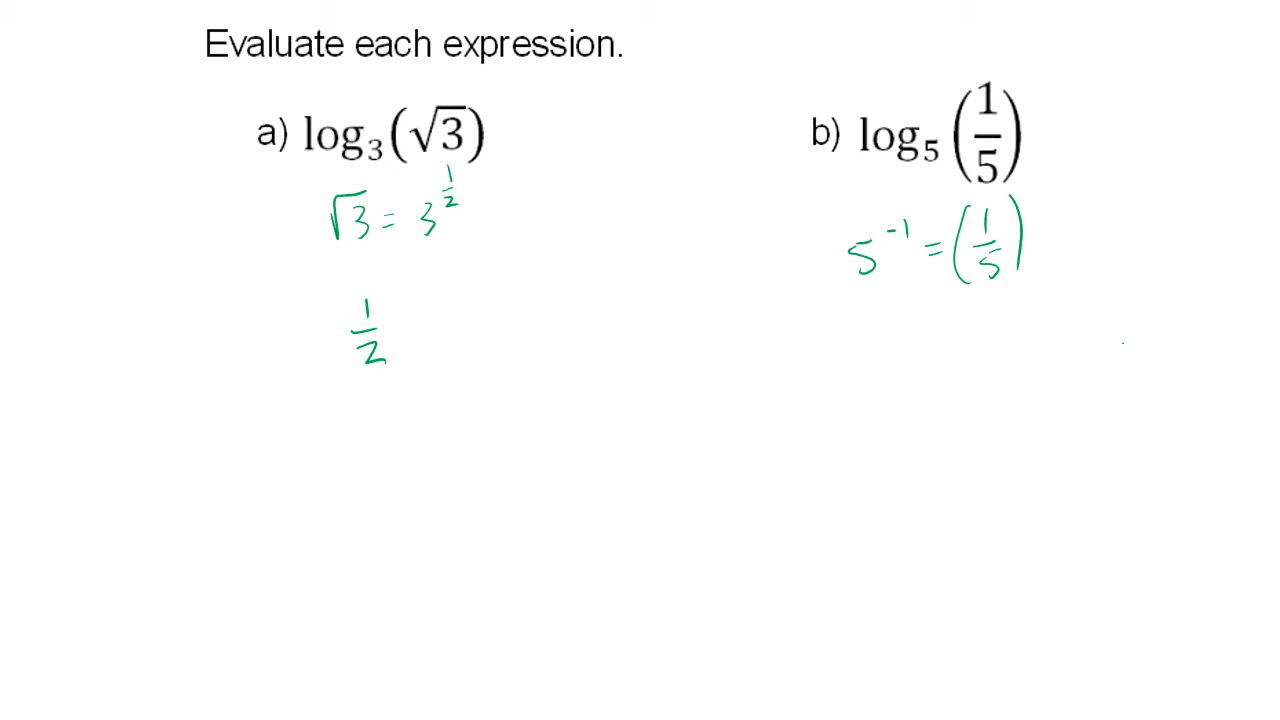 Evaluate each expression.
a) log₃(√3)
b) log₅(1/5)
√3 = 3^(1/2)
5^(-1) = (1/5)
1/2